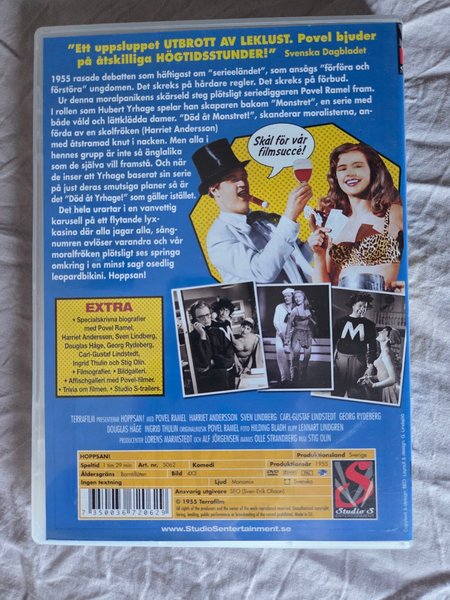 "Ett uppsluppet UTBROTT AV LEKLUST. Povel bjuder
på åtskilliga HÖGTIDSSTUNDER!" Svenska Dagbladet
1955 rasade debatten som häftigast om "serieeländet", som ansågs "förföra och
förstöra" ungdomen. Det skreks på hårdare regler. Det skreks på förbud.
Ur denna moralpanikens skärseld steg plötsligt seriediggaren Povel Ramel fram.
I rollen som Hubert Yrhage spelar han skaparen bakom "Monstret", en serie med
både våld och lättklädda damer. "Död åt Monstret!", skanderar moralisterna, an-
förda av en skolfröken (Harriet Andersson)
med åtstramad knut i nacken. Men alla i
hennes grupp är inte så änglalika
som de själva vill framstå. Och när
de inser att Yrhage baserat sin serie
på just deras smutsiga planer så är
det "Död åt Yrhage!" som gäller istället.
Det hela urartar i en vanvettig
karusell på ett flytande lyx-
kasino där alla jagar alla, sång-
numren avlöser varandra och vår
moralfröken plötsligt ses springa
omkring i en minst sagt osedlig
leopardbikini. Hoppsan!
Skål för vår
filmsuccé!
EXTRA
• Specialskrivna biografier
med Povel Ramel,
Harriet Andersson, Sven Lindberg,
Douglas Håge, Georg Rydeberg,
Carl-Gustaf Lindstedt,
Ingrid Thulin och Stig Olin.
• Filmografier. • Bildgalleri.
• Affischgalleri med Povel-filmer.
• Trivia om filmen. • Studio S-trailers.
M
M
TERRAFILM PRESENTERAR HOPPSAN! MED POVEL RAMEL HARRIET ANDERSSON SVEN LINDBERG CARL-GUSTAF LINDSTEDT GEORG RYDEBERG
DOUGLAS HÅGE INGRID THULIN ORIGINALMUSIK POVEL RAMEL FOTO HILDING BLADH KLIPP LENNART LINDGREN
PRODUCENTER LORENS MARMSTEDT OCH ALF JÖRGENSEN MANUS OLLE STRANDBERG REGI STIG OLIN
HOPPSAN! Produktionsland Sverige
Speltid 1 tim 29 min Art. nr. 5062 Komedi Produktionsår 1955
Åldersgräns Barntillåten Bild 4X3 DVD
Ingen textning Ljud Monomix Svenska
Ansvarig utgivare SEO (Sven Erik Olsson)
© 1955 Terrafilm
7 350036 720629
S
Studio S
www.StudioSentertainment.se